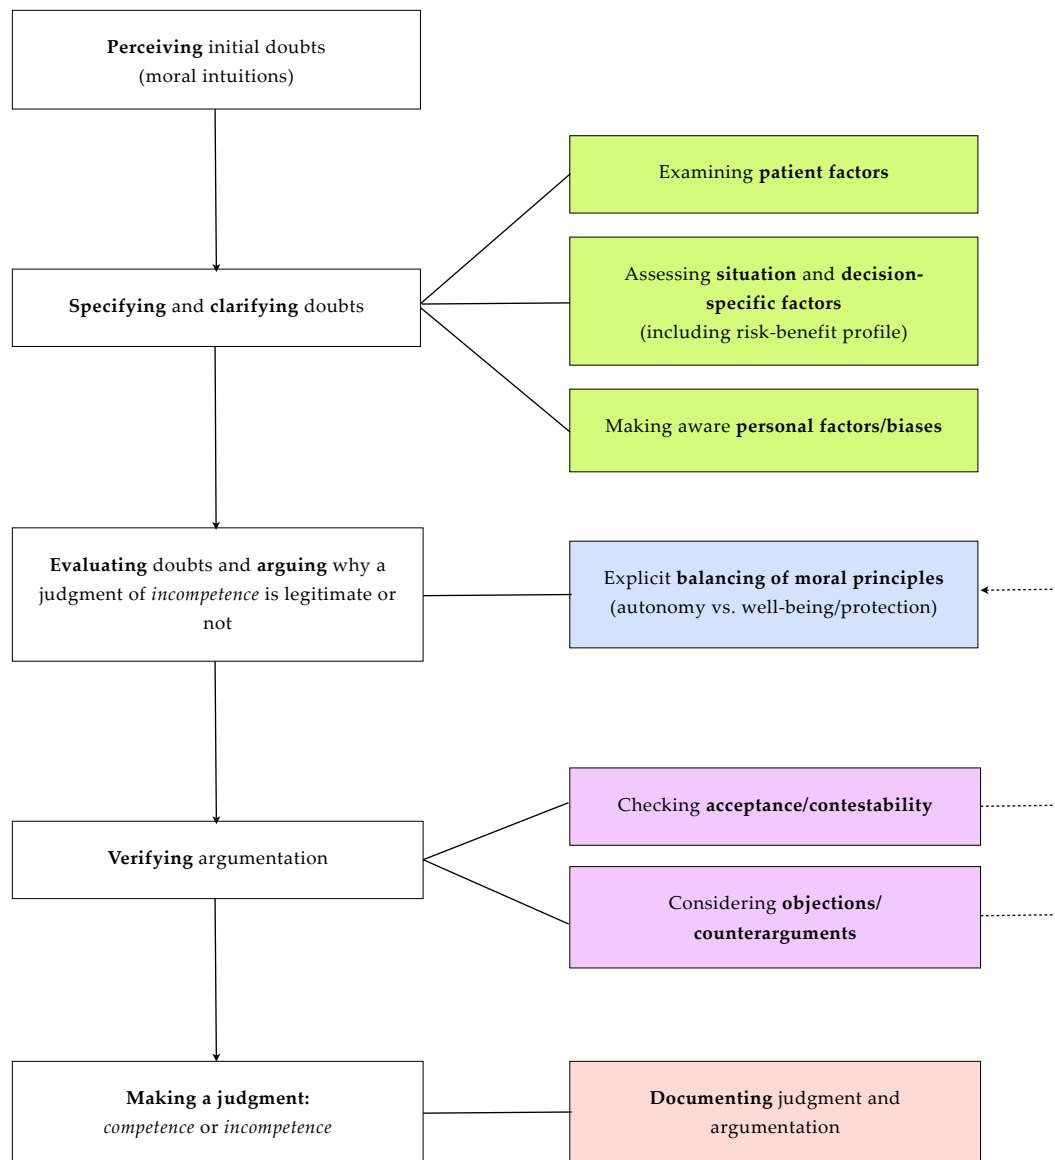 Perceiving initial doubts
(moral intuitions)
Examining patient factors
Assessing situation and decision-
specific factors
(including risk-benefit profile)
Specifying and clarifying doubts
Making aware personal factors/biases
Evaluating doubts and arguing why a
judgment of incompetence is legitimate or
not
Explicit balancing of moral principles
(autonomy vs. well-being/protection)
Checking acceptance/contestability
Verifying argumentation
Considering objections/
counterarguments
Making a judgment:
competence or incompetence
Documenting judgment and
argumentation